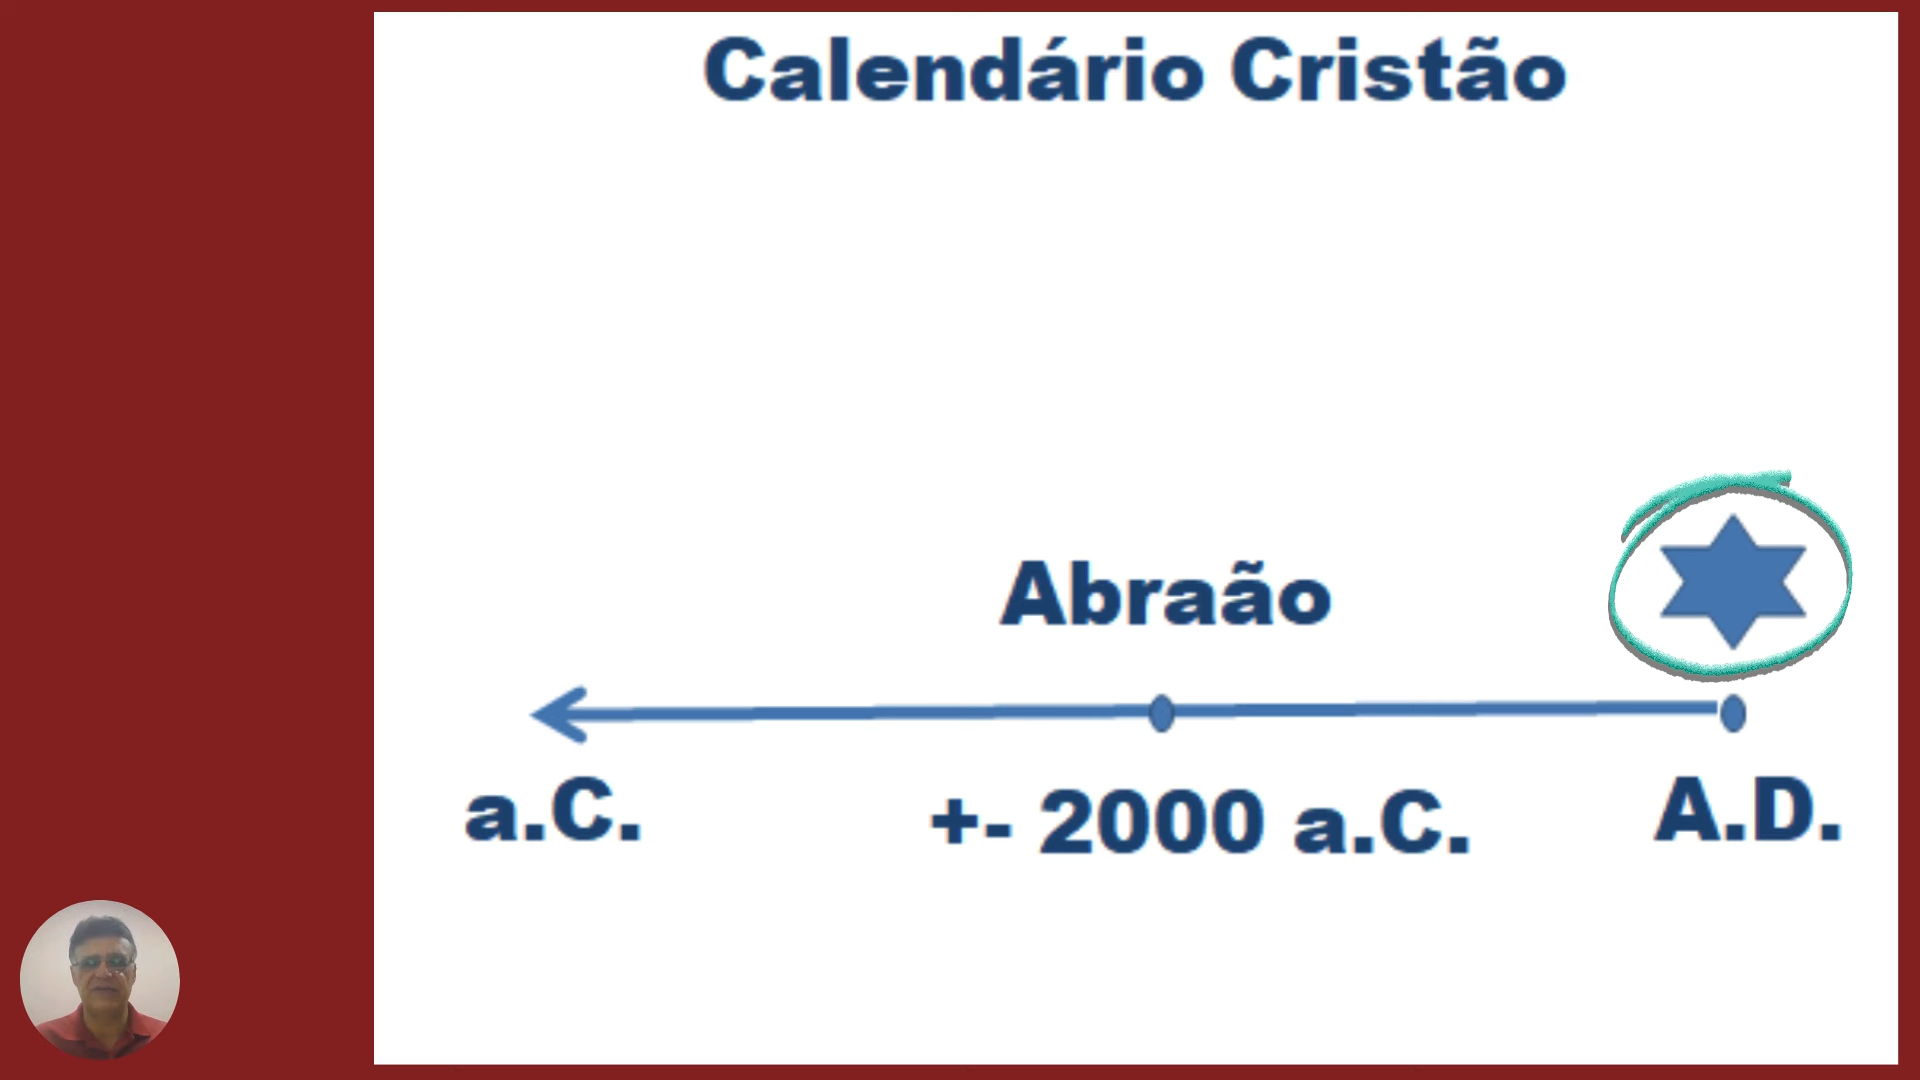 Calendário Cristão
Abraão
a.C.
+- 2000 a.C.
A.D.